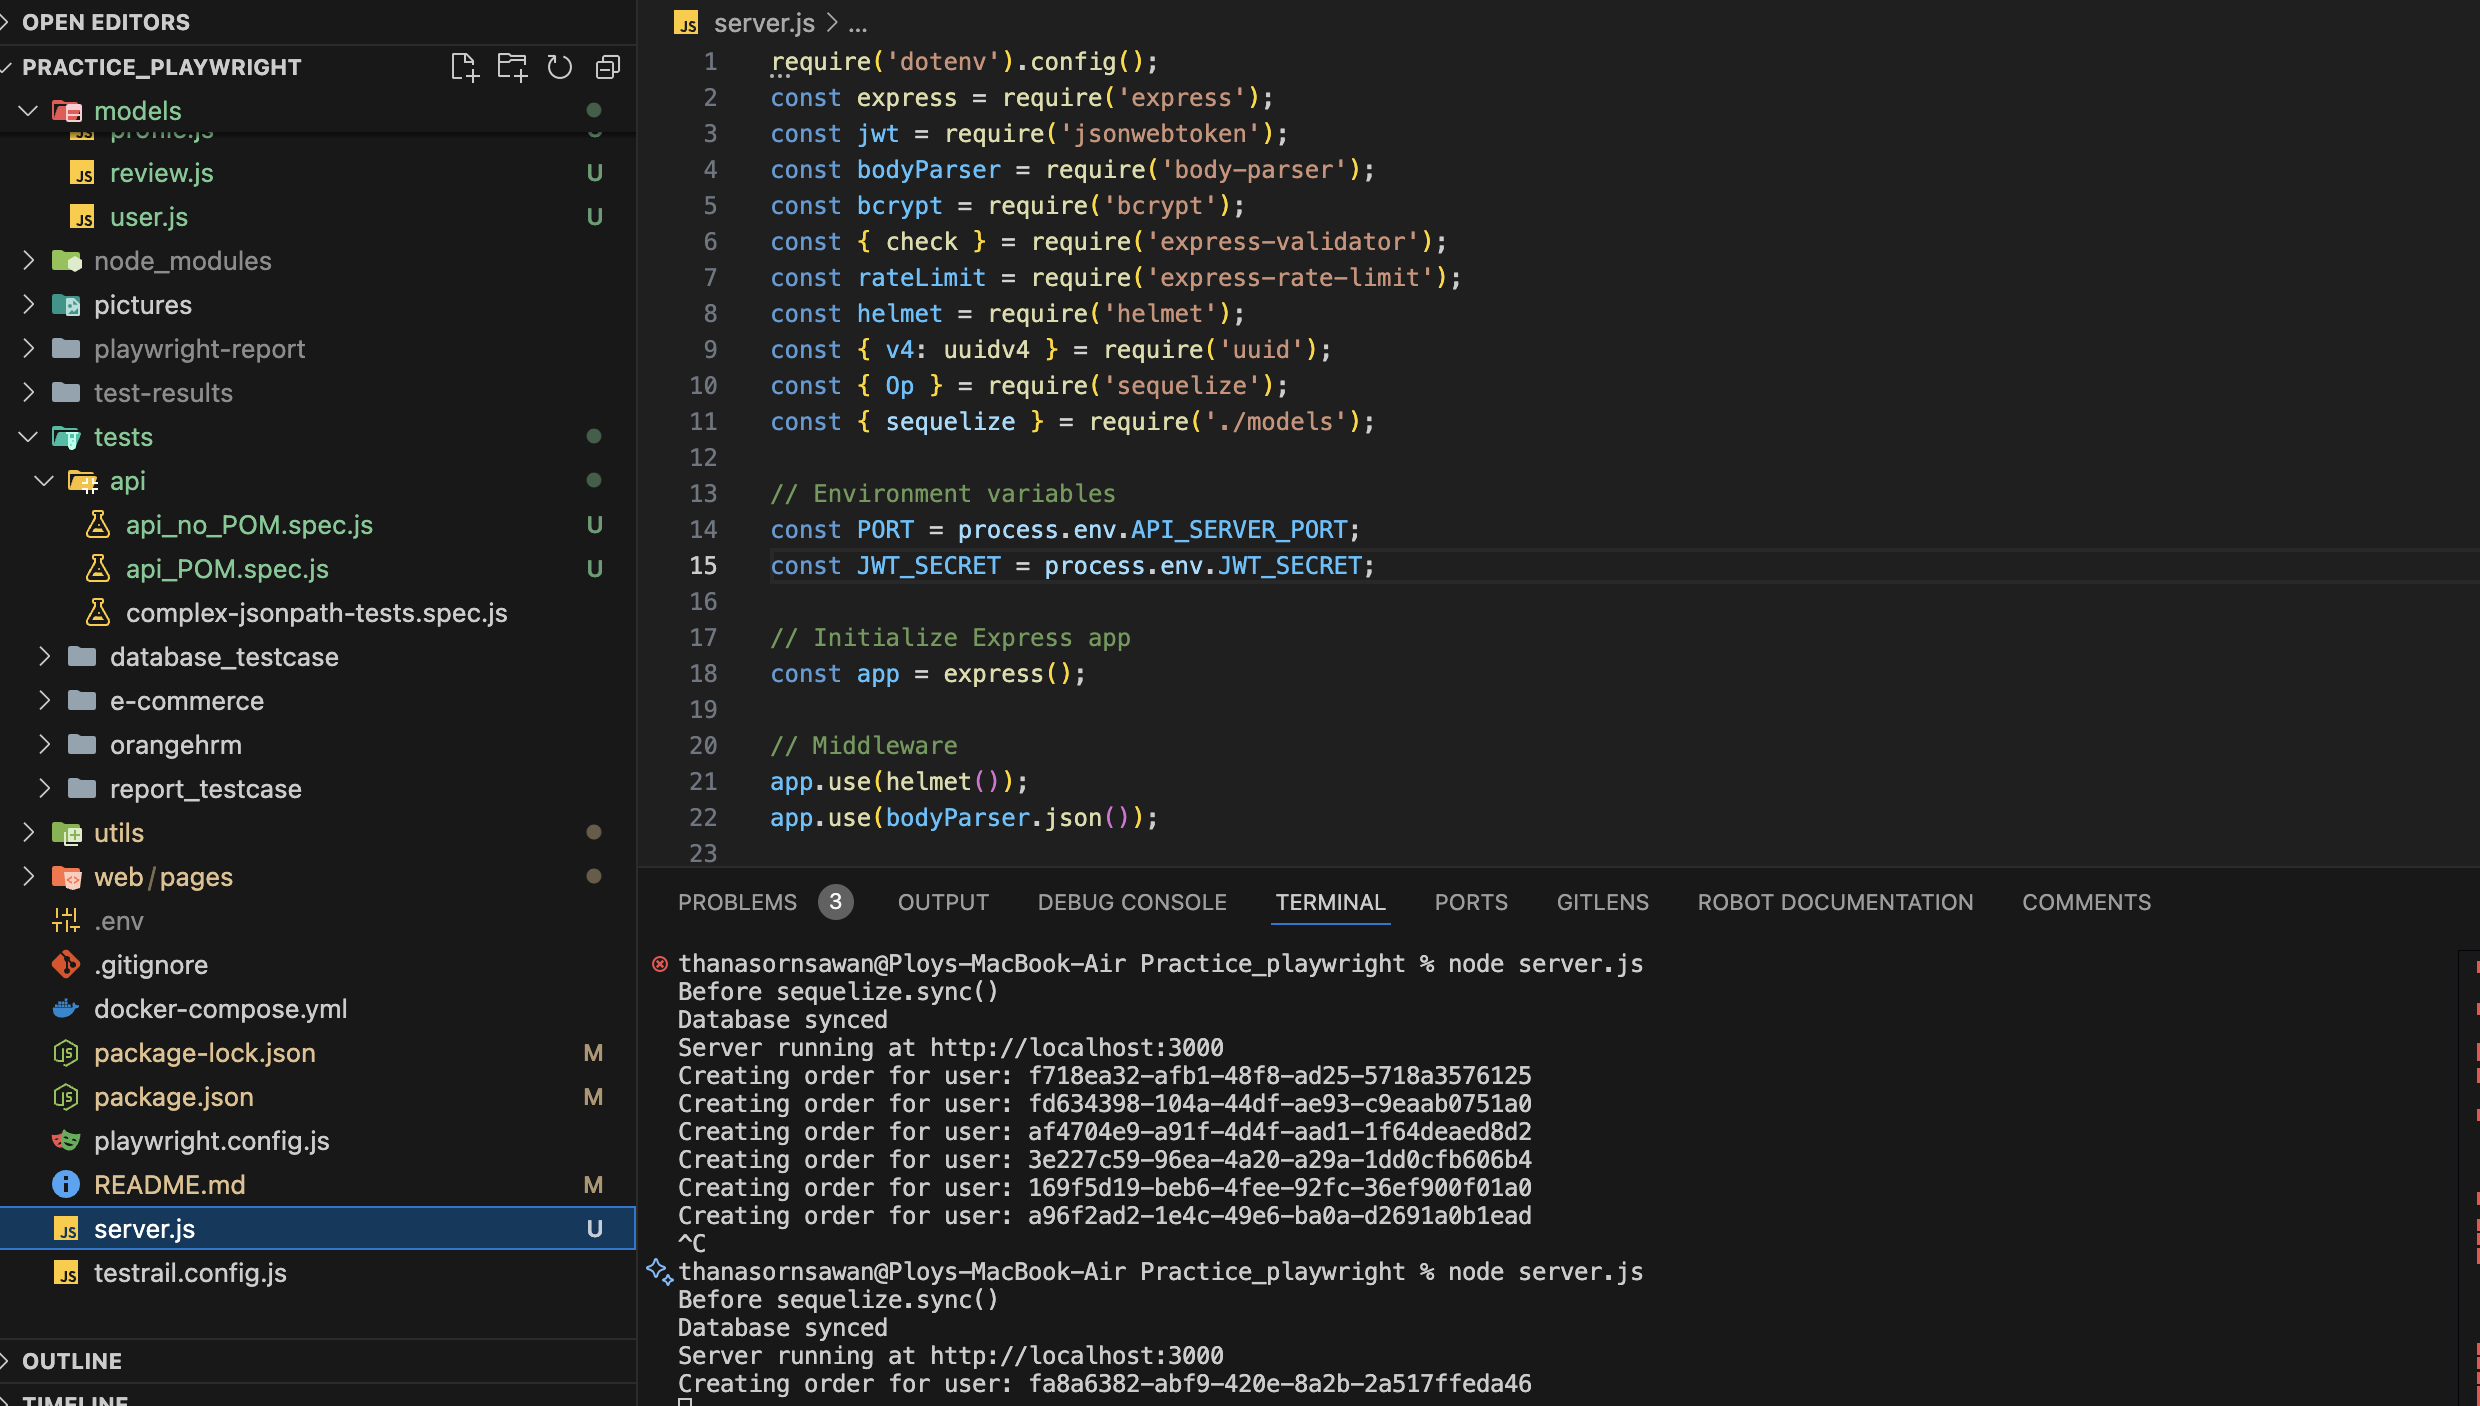 OPEN EDITORS
PRACTICE_PLAYWRIGHT
models
profile.js
review.js U
user.js U
node_modules
pictures
playwright-report
test-results
tests
api
api_no_POM.spec.js U
api_POM.spec.js U
complex-jsonpath-tests.spec.js
database_testcase
e-commerce
orangehrm
report_testcase
utils
web/pages
.env
.gitignore
docker-compose.yml
package-lock.json M
package.json M
playwright.config.js
README.md M
server.js U
testrail.config.js
OUTLINE
TIMELINE
server.js > ...
1 require('dotenv').config();
2 const express = require('express');
3 const jwt = require('jsonwebtoken');
4 const bodyParser = require('body-parser');
5 const bcrypt = require('bcrypt');
6 const { check } = require('express-validator');
7 const rateLimit = require('express-rate-limit');
8 const helmet = require('helmet');
9 const { v4: uuidv4 } = require('uuid');
10 const { Op } = require('sequelize');
11 const { sequelize } = require('./models');
12
13 // Environment variables
14 const PORT = process.env.API_SERVER_PORT;
15 const JWT_SECRET = process.env.JWT_SECRET;
16
17 // Initialize Express app
18 const app = express();
19
20 // Middleware
21 app.use(helmet());
22 app.use(bodyParser.json());
23
PROBLEMS 3 OUTPUT DEBUG CONSOLE TERMINAL PORTS GITLENS ROBOT DOCUMENTATION COMMENTS
thanasornsawan@Ploys-MacBook-Air Practice_playwright % node server.js
Before sequelize.sync()
Database synced
Server running at http://localhost:3000
Creating order for user: f718ea32-afb1-48f8-ad25-5718a3576125
Creating order for user: fd634398-104a-44df-ae93-c9eaab0751a0
Creating order for user: af4704e9-a91f-4d4f-aad1-1f64deaed8d2
Creating order for user: 3e227c59-96ea-4a20-a29a-1dd0cfb606b4
Creating order for user: 169f5d19-beb6-4fee-92fc-36ef900f01a0
Creating order for user: a96f2ad2-1e4c-49e6-ba0a-d2691a0b1ead
^C
thanasornsawan@Ploys-MacBook-Air Practice_playwright % node server.js
Before sequelize.sync()
Database synced
Server running at http://localhost:3000
Creating order for user: fa8a6382-abf9-420e-8a2b-2a517ffeda46